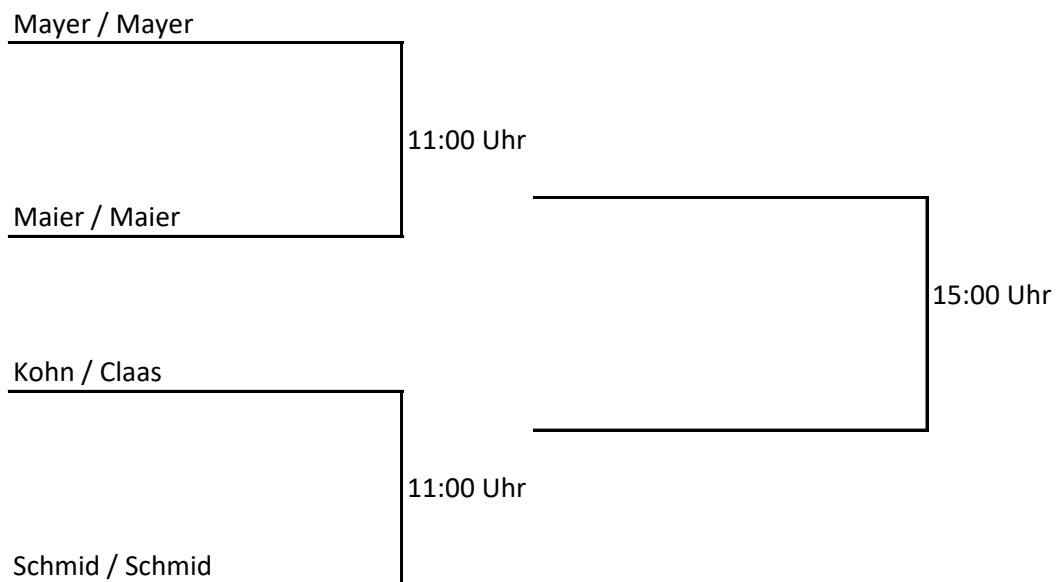 Mayer / Mayer
11:00 Uhr
Maier / Maier
15:00 Uhr
Kohn / Claas
11:00 Uhr
Schmid / Schmid